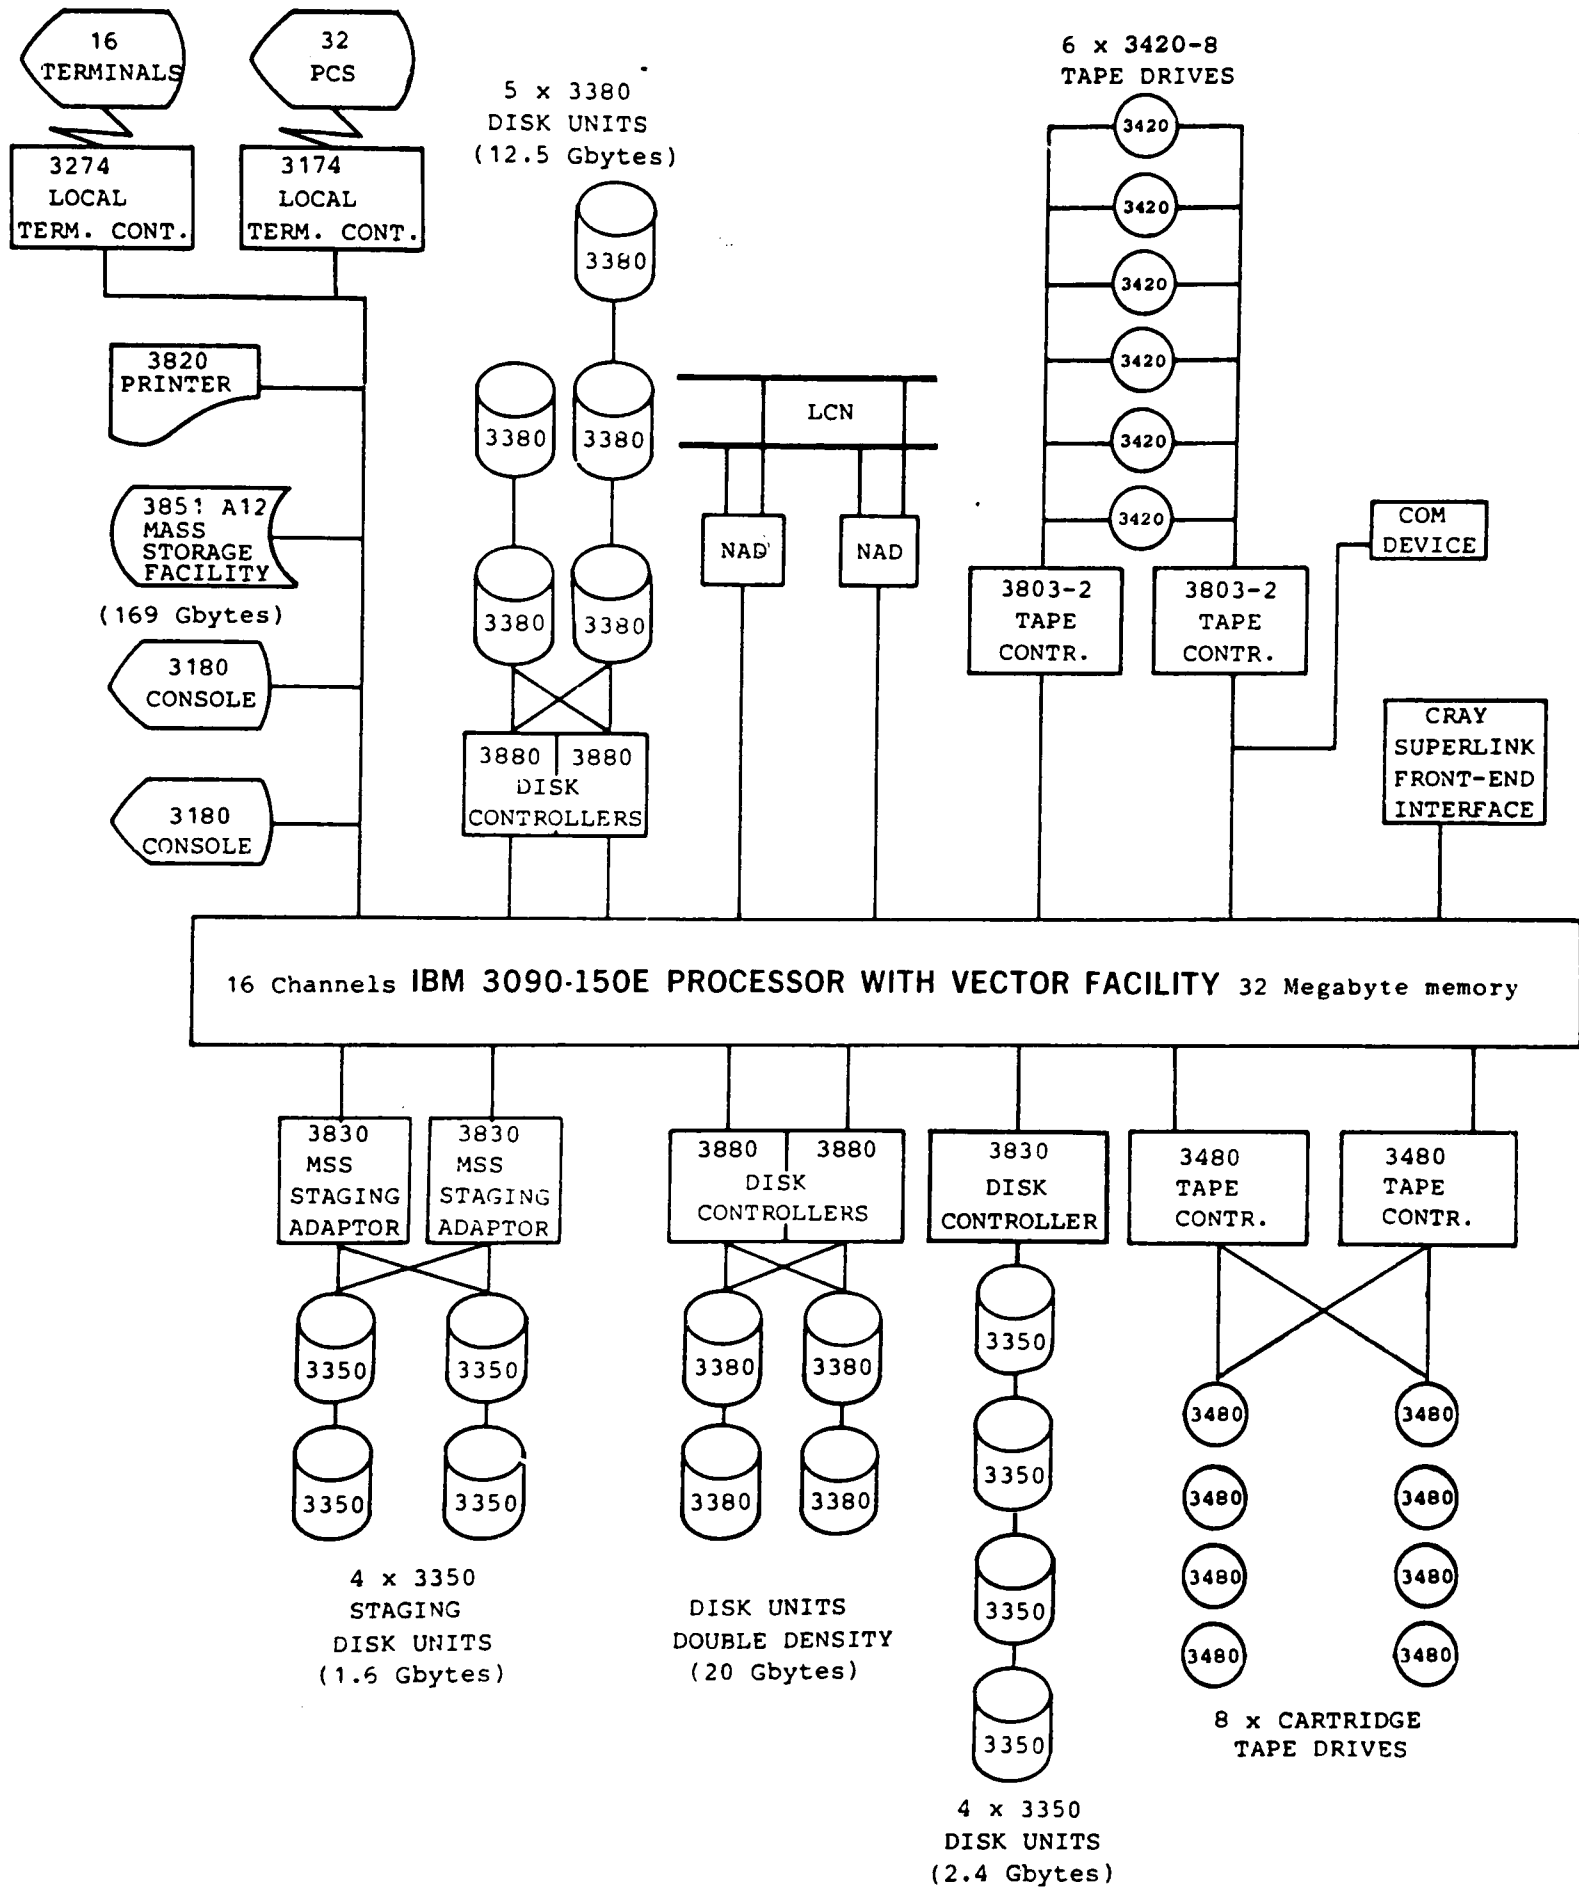 16
TERMINALS
32
PCS
3274
LOCAL
TERM. CONT.
3174
LOCAL
TERM. CONT.
5 x 3380
DISK UNITS
(12.5 Gbytes)
6 x 3420-8
TAPE DRIVES
3420
3420
3420
3420
3420
3420
3380
3380
3380
3380
3380
3820
PRINTER
3851 A12
MASS
STORAGE
FACILITY
(169 Gbytes)
3180
CONSOLE
3180
CONSOLE
3880 3880
DISK
CONTROLLERS
LCN
NAD
NAD
3803-2
TAPE
CONTR.
3803-2
TAPE
CONTR.
COM
DEVICE
CRAY
SUPERLINK
FRONT-END
INTERFACE
16 Channels IBM 3090-150E PROCESSOR WITH VECTOR FACILITY 32 Megabyte memory
3830
MSS
STAGING
ADAPTOR
3830
MSS
STAGING
ADAPTOR
3880 3880
DISK
CONTROLLERS
3830
DISK
CONTROLLER
3480
TAPE
CONTR.
3480
TAPE
CONTR.
3350
3350
3350
3350
4 x 3350
STAGING
DISK UNITS
(1.6 Gbytes)
3380
3380
3380
3380
DISK UNITS
DOUBLE DENSITY
(20 Gbytes)
3350
3350
3350
3350
4 x 3350
DISK UNITS
(2.4 Gbytes)
3480
3480
3480
3480
3480
3480
3480
3480
8 x CARTRIDGE
TAPE DRIVES